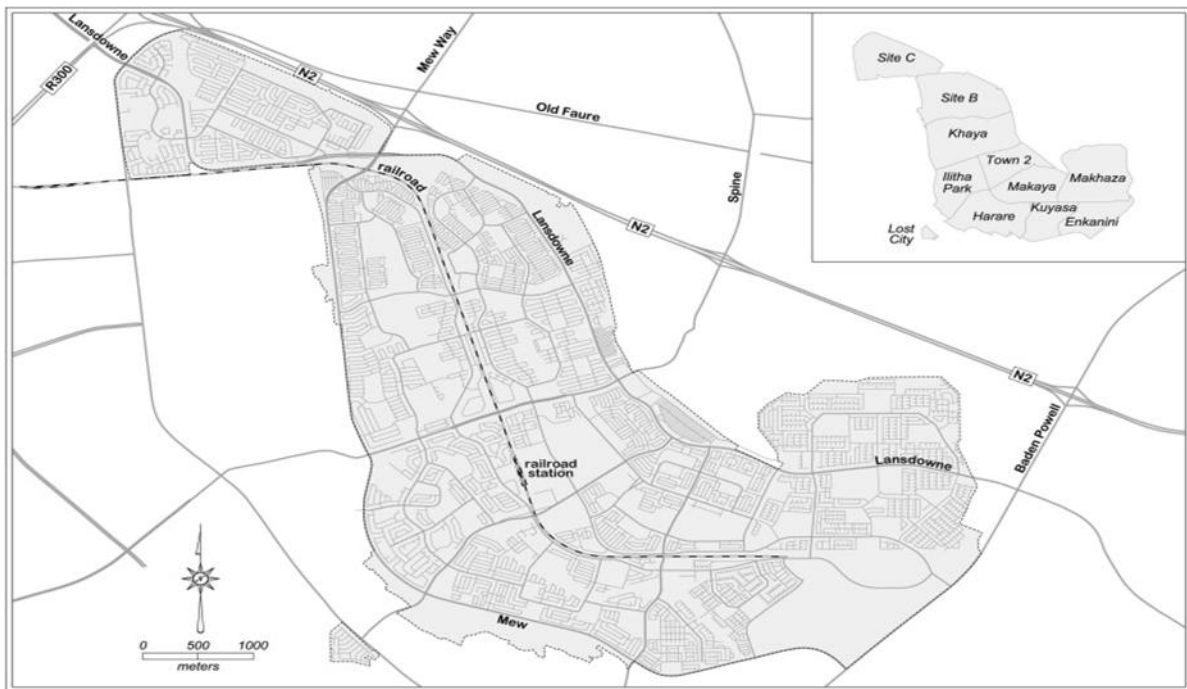 Lansdowne
R300
N2
Mew Way
Old Faure
railroad
Lansdowne
Spine
N2
N2
Baden Powell
Lansdowne
railroad
station
Mew
0 500 1000
meters
Site C
Site B
Khaya
Town 2
Ilitha
Park
Makaya
Makhaza
Kuyasa
Harare
Enkanini
Lost
City